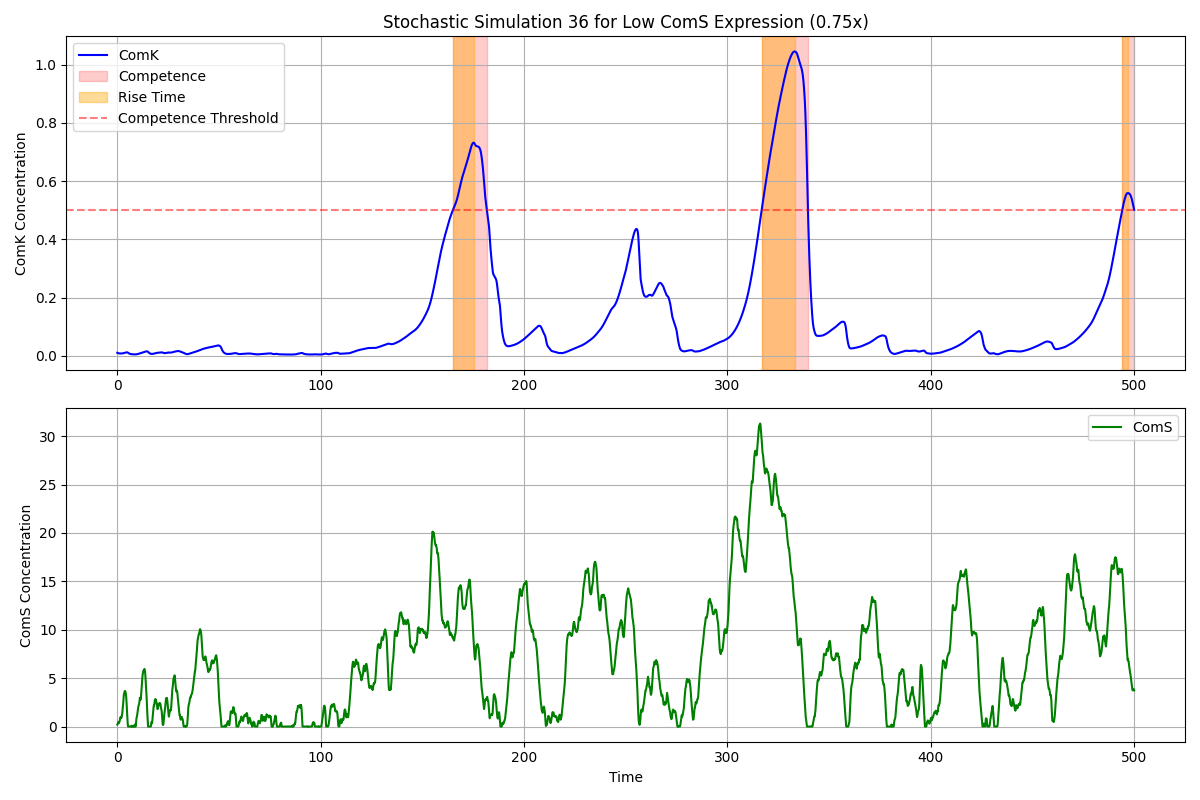 Stochastic Simulation 36 for Low ComS Expression (0.75x)
ComK Concentration
1.0
0.8
0.6
0.4
0.2
0.0
ComK
Competence
Rise Time
Competence Threshold
0 100 200 300 400 500
ComS Concentration
30
25
20
15
10
5
0
ComS
0 100 200 300 400 500
Time